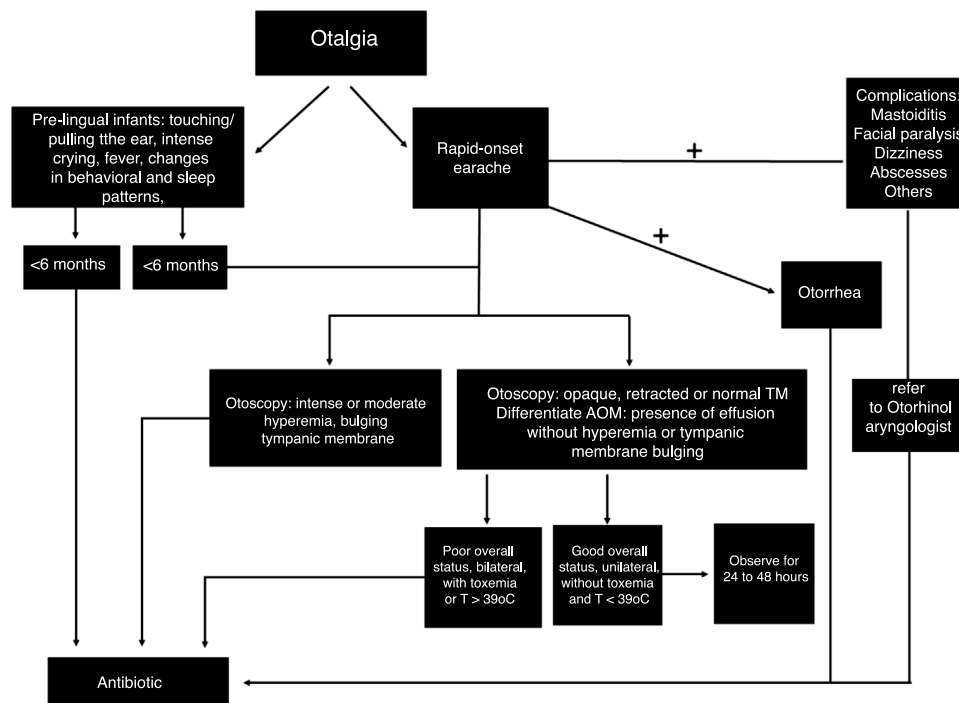 Otalgia
Pre-lingual infants: touching/
pulling tthe ear, intense
crying, fever, changes
in behavioral and sleep
patterns,
Rapid-onset
earache
+
Complications:
Mastoiditis
Facial paralysis
Dizziness
Abscesses
Others
<6 months
<6 months
+
Otorrhea
Otoscopy: intense or moderate
hyperemia, bulging
tympanic membrane
Otoscopy: opaque, retracted or normal TM
Differentiate AOM: presence of effusion
without hyperemia or tympanic
membrane bulging
refer
to Otorhinol
aryngologist
Poor overall
status, bilateral,
with toxemia
or T > 39oC
Good overall
status, unilateral,
without toxemia
and T < 39oC
Observe for
24 to 48 hours
Antibiotic